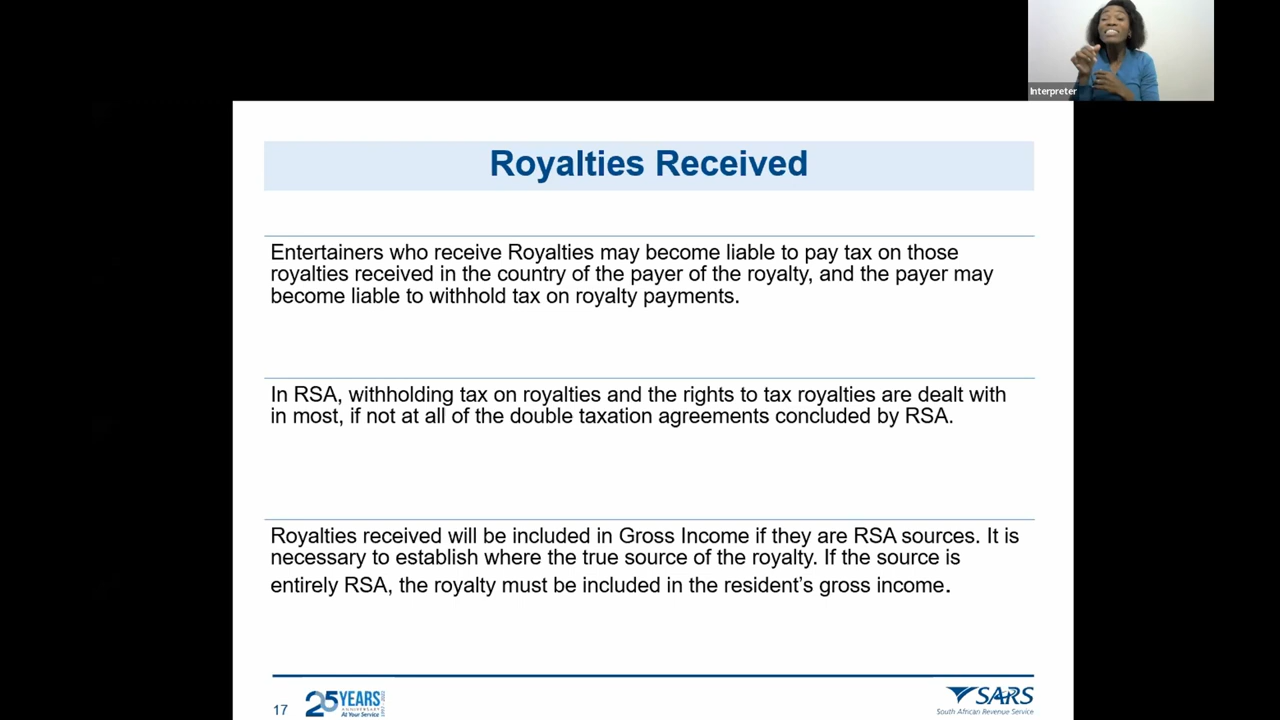 Interpreter
Royalties Received
Entertainers who receive Royalties may become liable to pay tax on those
royalties received in the country of the payer of the royalty, and the payer may
become liable to withhold tax on royalty payments.
In RSA, withholding tax on royalties and the rights to tax royalties are dealt with
in most, if not at all of the double taxation agreements concluded by RSA.
Royalties received will be included in Gross Income if they are RSA sources. It is
necessary to establish where the true source of the royalty. If the source is
entirely RSA, the royalty must be included in the resident’s gross income.
17
25 YEARS
ANNIVERSARY
At Your Service
SARS
South African Revenue Service